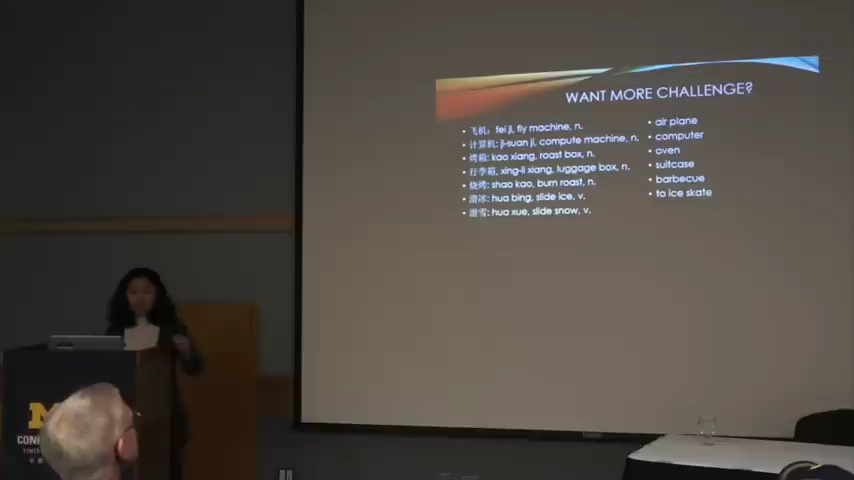 WANT MORE CHALLENGE?
• 飞机: fei ji, fly machine, n.
• 计算机: ji-suan ji, compute machine, n.
• 烤箱: kao xiang, roast box, n.
• 行李箱, xing-li xiang, luggage box, n.
• 烧烤: shao kao, burn roast, n.
• 滑冰: hua bing, slide ice, v.
• 滑雪: hua xue, slide snow, v.
• air plane
• computer
• oven
• suitcase
• barbecue
• to ice skate
M